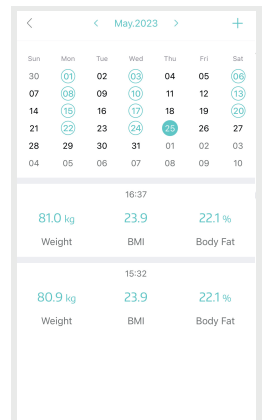 May.2023
Sun Mon Tue Wed Thu Fri Sat
30 01 02 03 04 05 06
07 08 09 10 11 12 13
14 15 16 17 18 19 20
21 22 23 24 25 26 27
28 29 30 31 01 02 03
04 05 06 07 08 09 10
16:37
81.0 kg 23.9 22.1 %
Weight BMI Body Fat
15:32
80.9 kg 23.9 22.1 %
Weight BMI Body Fat